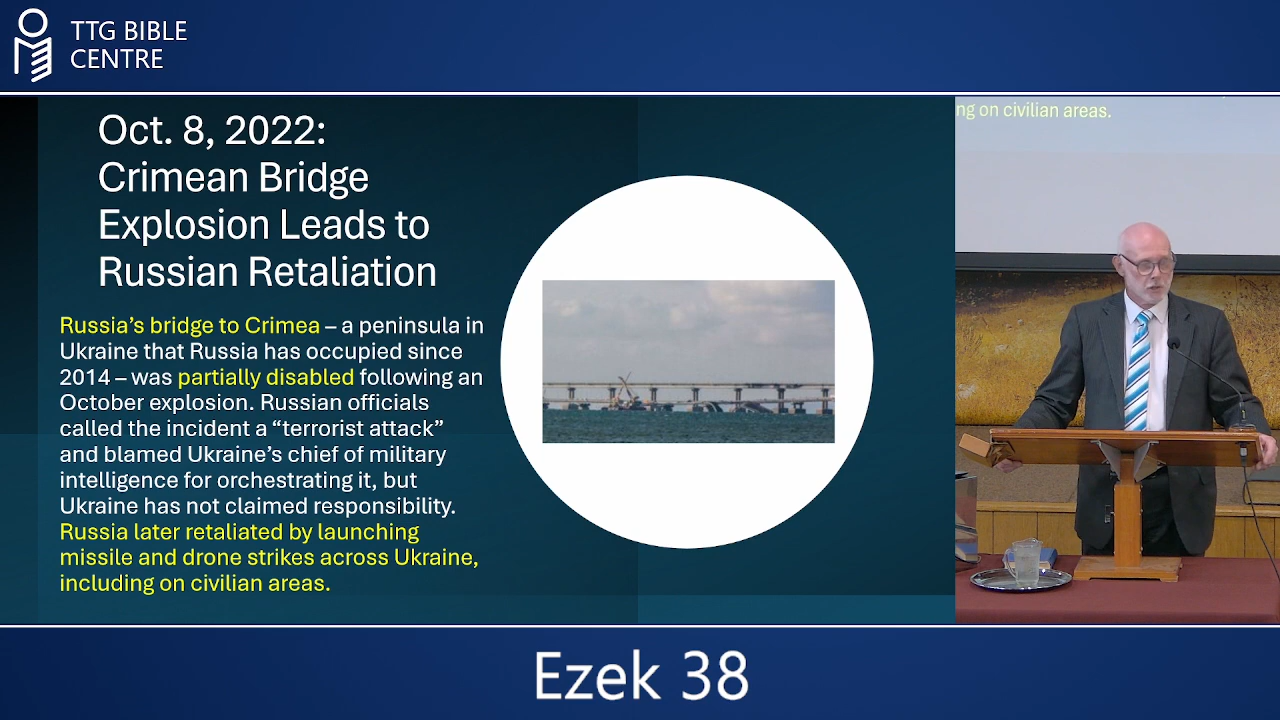 TTG BIBLE
CENTRE
Oct. 8, 2022:
Crimean Bridge
Explosion Leads to
Russian Retaliation
Russia’s bridge to Crimea – a peninsula in
Ukraine that Russia has occupied since
2014 – was partially disabled following an
October explosion. Russian officials
called the incident a “terrorist attack”
and blamed Ukraine’s chief of military
intelligence for orchestrating it, but
Ukraine has not claimed responsibility.
Russia later retaliated by launching
missile and drone strikes across Ukraine,
including on civilian areas.
ng on civilian areas.
Ezek 38